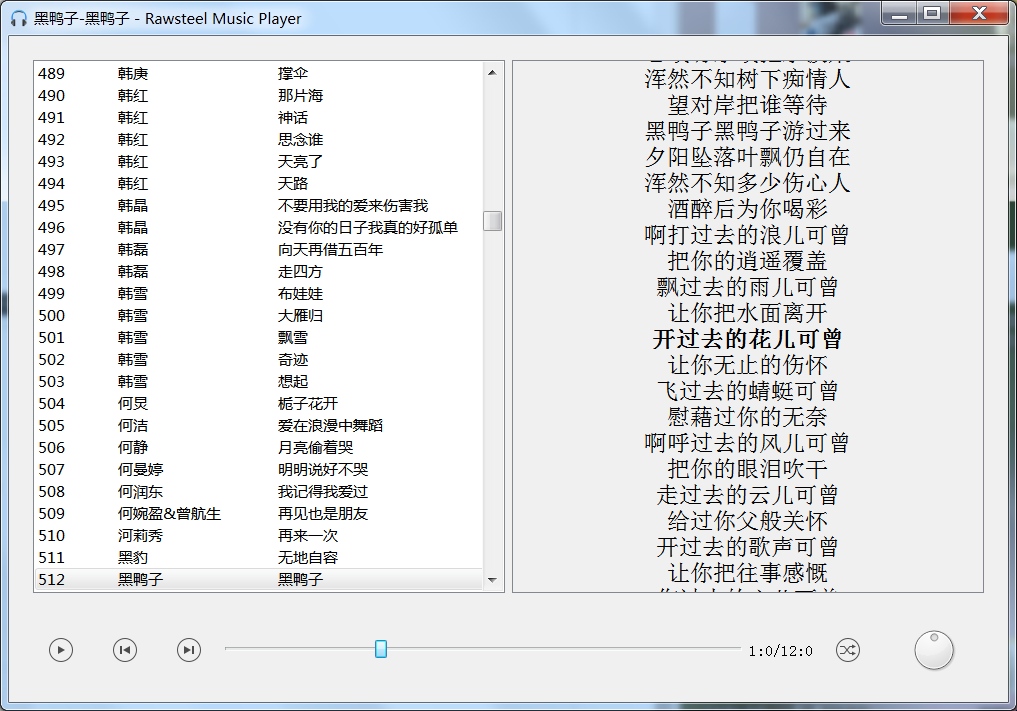 黑鸭子-黑鸭子 - Rawsteel Music Player
489 韩庚 撑伞
490 韩红 那片海
491 韩红 神话
492 韩红 思念谁
493 韩红 天亮了
494 韩红 天路
495 韩晶 不要用我的爱来伤害我
496 韩晶 没有你的日子我真的好孤单
497 韩磊 向天再借五百年
498 韩磊 走四方
499 韩雪 布娃娃
500 韩雪 大雁归
501 韩雪 飘雪
502 韩雪 奇迹
503 韩雪 想起
504 何炅 栀子花开
505 何洁 爱在浪漫中舞蹈
506 何静 月亮偷着哭
507 何曼婷 明明说好不哭
508 何润东 我记得我爱过
509 何婉盈&曾航生 再见也是朋友
510 河莉秀 再来一次
511 黑豹 无地自容
512 黑鸭子 黑鸭子
浑然不知树下痴情人
望对岸把谁等待
黑鸭子黑鸭子游过来
夕阳坠落叶飘仍自在
浑然不知多少伤心人
酒醉后为你喝彩
啊打过去的浪儿可曾
把你的逍遥覆盖
飘过去的雨儿可曾
让你把水面离开
开过去的花儿可曾
让你无止的伤怀
飞过去的蜻蜓可曾
慰藉过你的无奈
啊呼过去的风儿可曾
把你的眼泪吹干
走过去的云儿可曾
给过你父般关怀
开过去的歌声可曾
让你把往事感慨
1:0/12:0